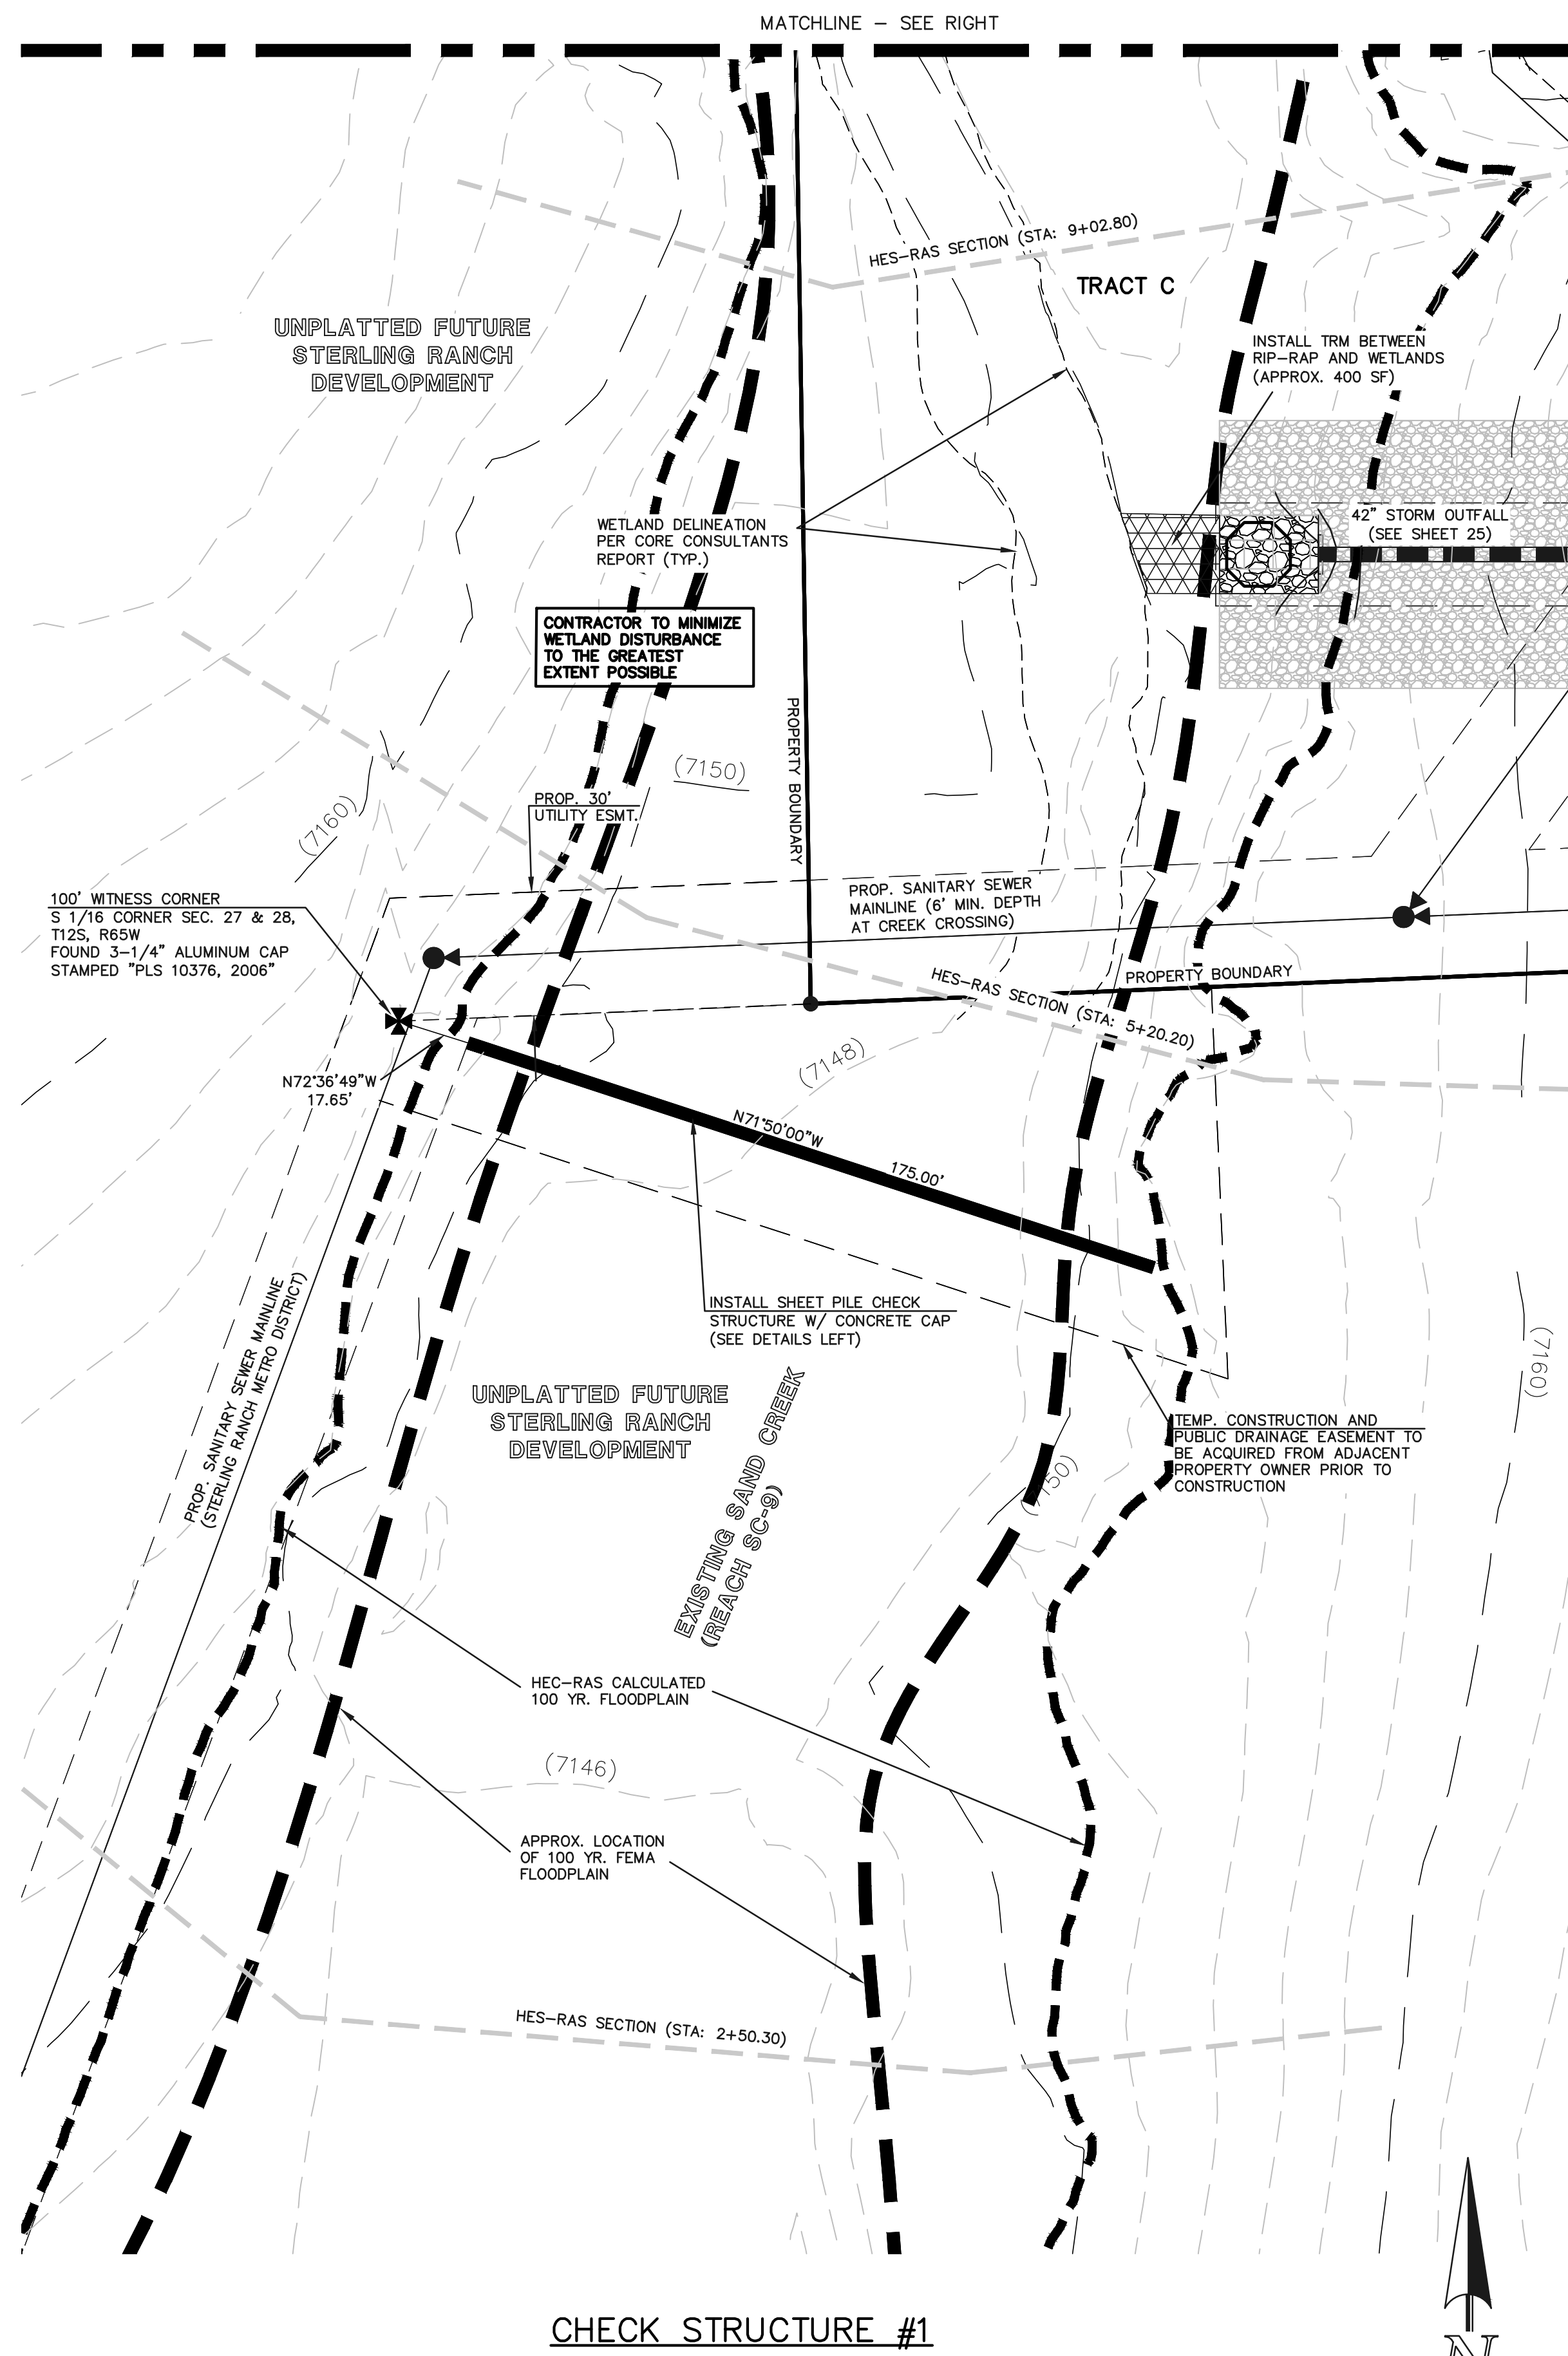 MATCHLINE – SEE RIGHT
HES–RAS SECTION (STA: 9+02.80)
TRACT C
UNPLATTED FUTURE
STERLING RANCH
DEVELOPMENT
INSTALL TRM BETWEEN
RIP–RAP AND WETLANDS
(APPROX. 400 SF)
42" STORM OUTFALL
(SEE SHEET 25)
WETLAND DELINEATION
PER CORE CONSULTANTS
REPORT (TYP.)
CONTRACTOR TO MINIMIZE
WETLAND DISTURBANCE
TO THE GREATEST
EXTENT POSSIBLE
PROPERTY BOUNDARY
(7150)
PROP. 30'
UTILITY ESMT.
(7160)
100' WITNESS CORNER
S 1/16 CORNER SEC. 27 & 28,
T12S, R65W
FOUND 3–1/4" ALUMINUM CAP
STAMPED "PLS 10376, 2006"
PROP. SANITARY SEWER
MAINLINE (6' MIN. DEPTH
AT CREEK CROSSING)
PROPERTY BOUNDARY
HES–RAS SECTION (STA: 5+20.20)
(7148)
N72°36'49"W
17.65'
N71°50'00"W
175.00'
INSTALL SHEET PILE CHECK
STRUCTURE W/ CONCRETE CAP
(SEE DETAILS LEFT)
PROP. SANITARY SEWER MAINLINE
(STERLING RANCH METRO DISTRICT)
UNPLATTED FUTURE
STERLING RANCH
DEVELOPMENT
EXISTING SAND CREEK
(REACH SC-9)
(7160)
TEMP. CONSTRUCTION AND
PUBLIC DRAINAGE EASEMENT TO
BE ACQUIRED FROM ADJACENT
PROPERTY OWNER PRIOR TO
CONSTRUCTION
(7150)
HEC–RAS CALCULATED
100 YR. FLOODPLAIN
(7146)
APPROX. LOCATION
OF 100 YR. FEMA
FLOODPLAIN
HES–RAS SECTION (STA: 2+50.30)
CHECK STRUCTURE #1
N